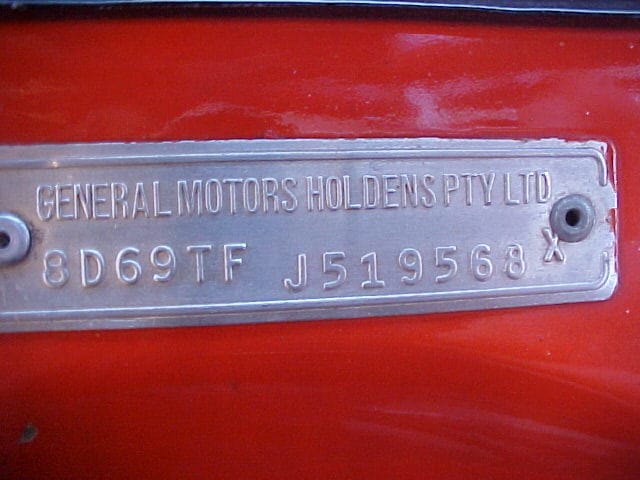 GENERAL MOTORS HOLDENS PTY LTD
8D69TF J519568 X